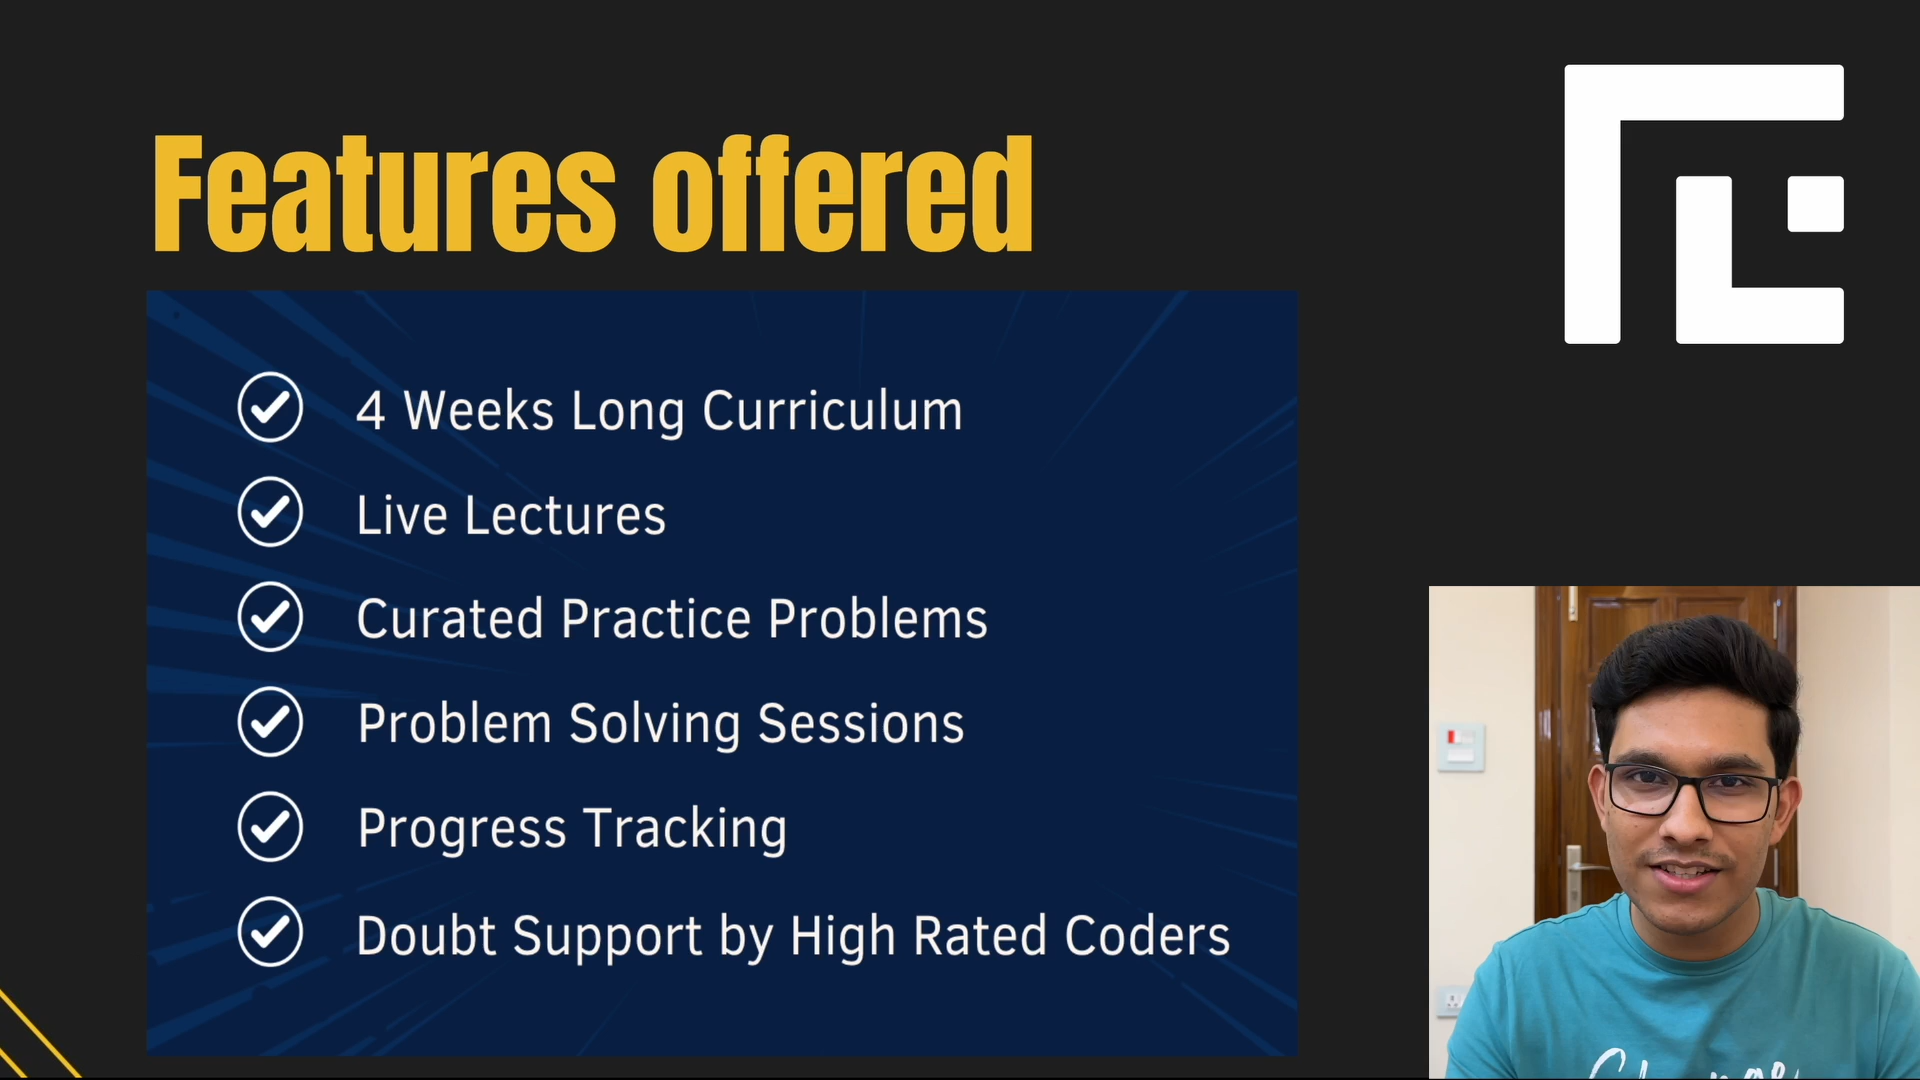 Features offered
4 Weeks Long Curriculum
Live Lectures
Curated Practice Problems
Problem Solving Sessions
Progress Tracking
Doubt Support by High Rated Coders